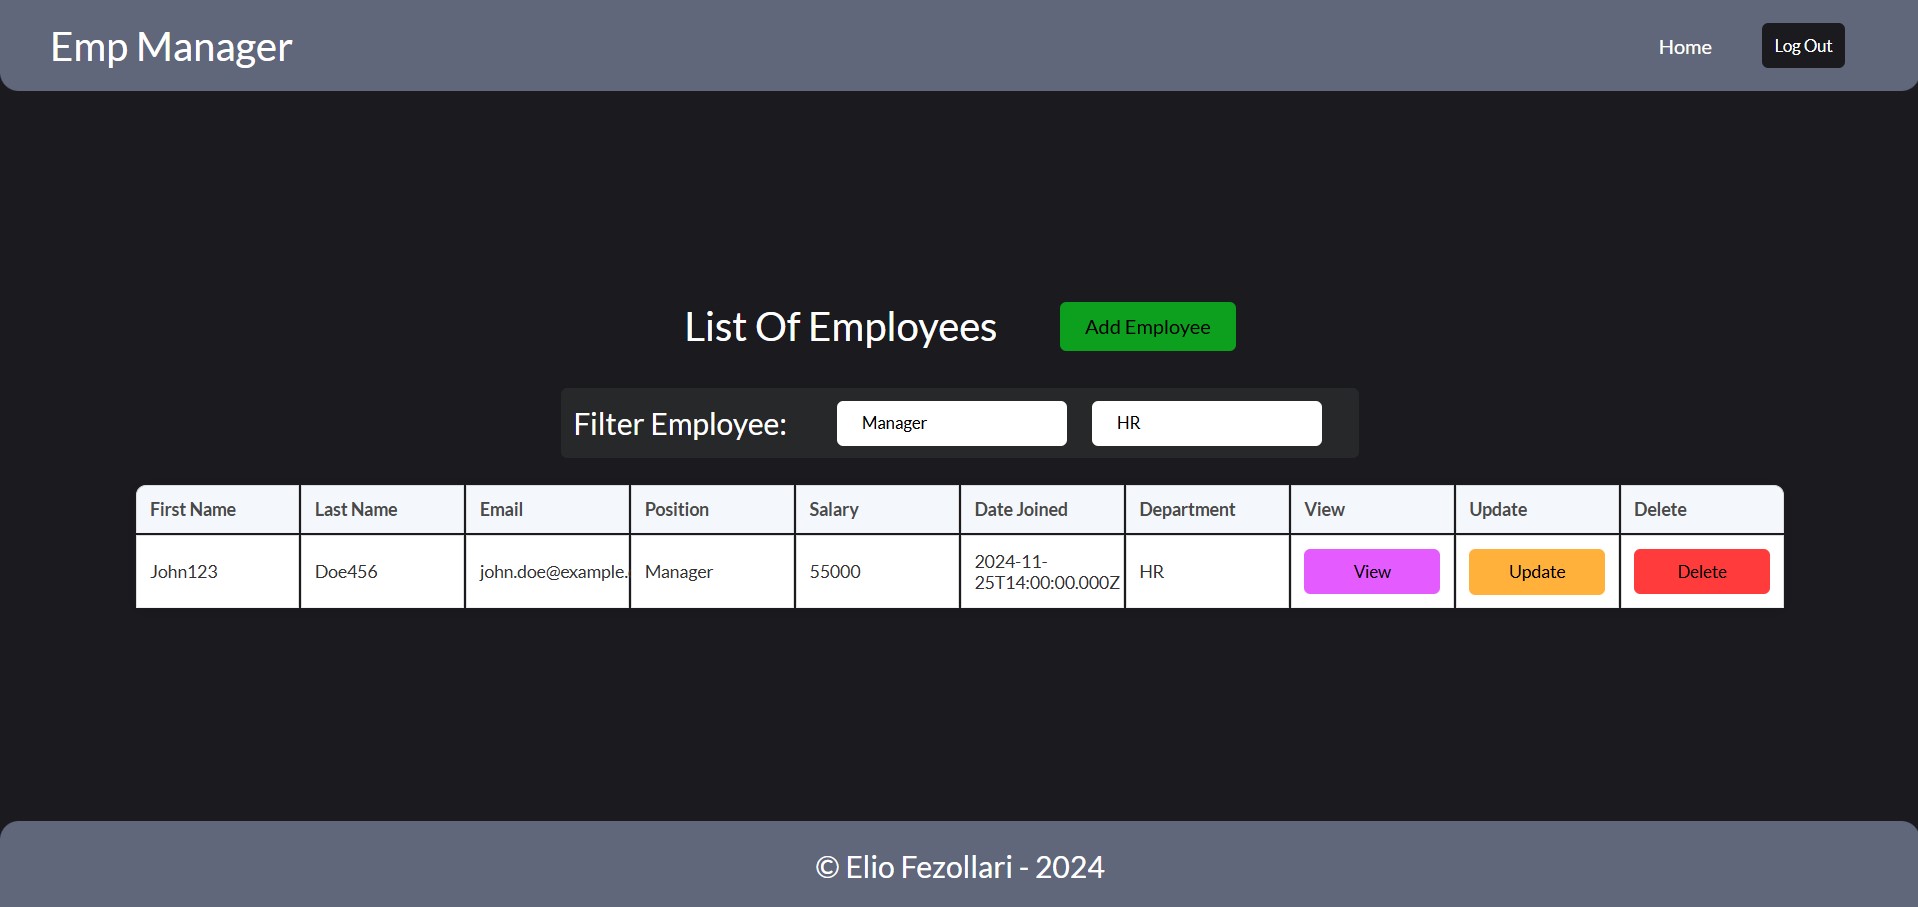 Emp Manager
Home
Log Out
List Of Employees
Add Employee
Filter Employee:
Manager
HR
First Name
Last Name
Email
Position
Salary
Date Joined
Department
View
Update
Delete
John123
Doe456
john.doe@example.
Manager
55000
2024-11-
25T14:00:00.000Z
HR
View
Update
Delete
© Elio Fezollari - 2024